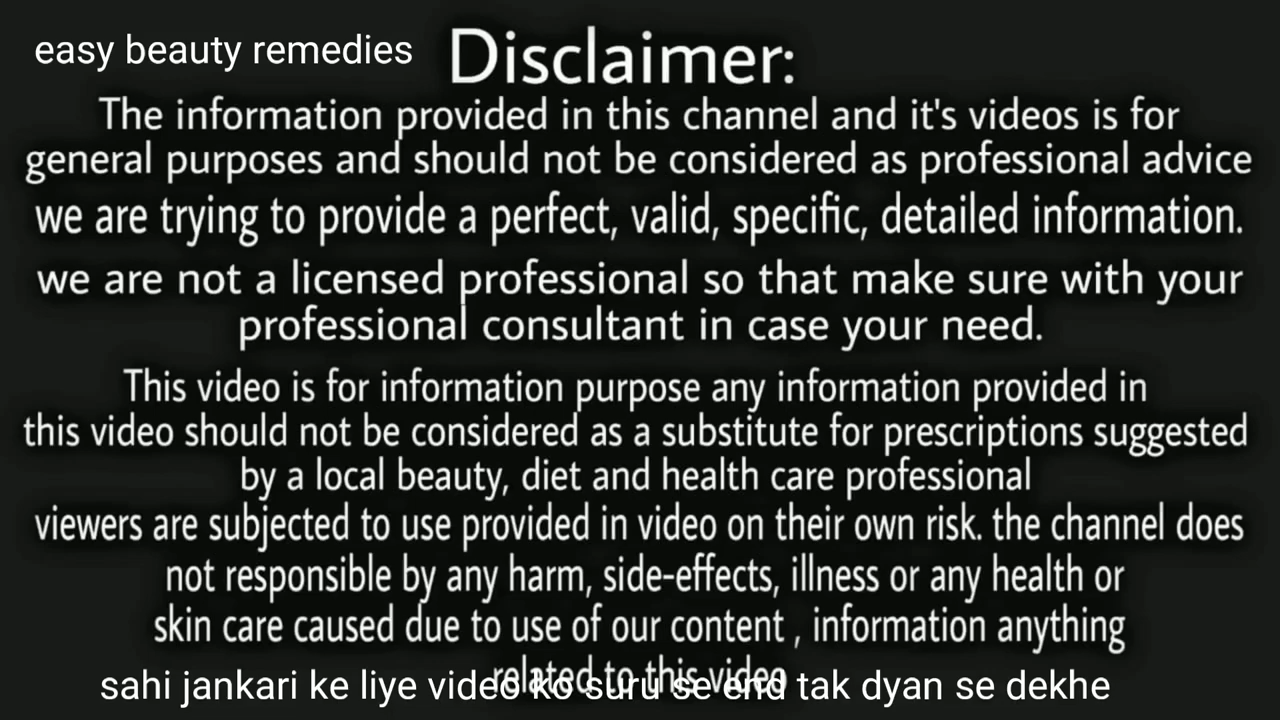 easy beauty remedies
Disclaimer:
The information provided in this channel and it's videos is for
general purposes and should not be considered as professional advice
we are trying to provide a perfect, valid, specific, detailed information.
we are not a licensed professional so that make sure with your
professional consultant in case your need.
This video is for information purpose any information provided in
this video should not be considered as a substitute for prescriptions suggested
by a local beauty, diet and health care professional
viewers are subjected to use provided in video on their own risk. the channel does
not responsible by any harm, side-effects, illness or any health or
skin care caused due to use of our content , information anything
related to this video
sahi jankari ke liye video ko suru se end tak dyan se dekhe